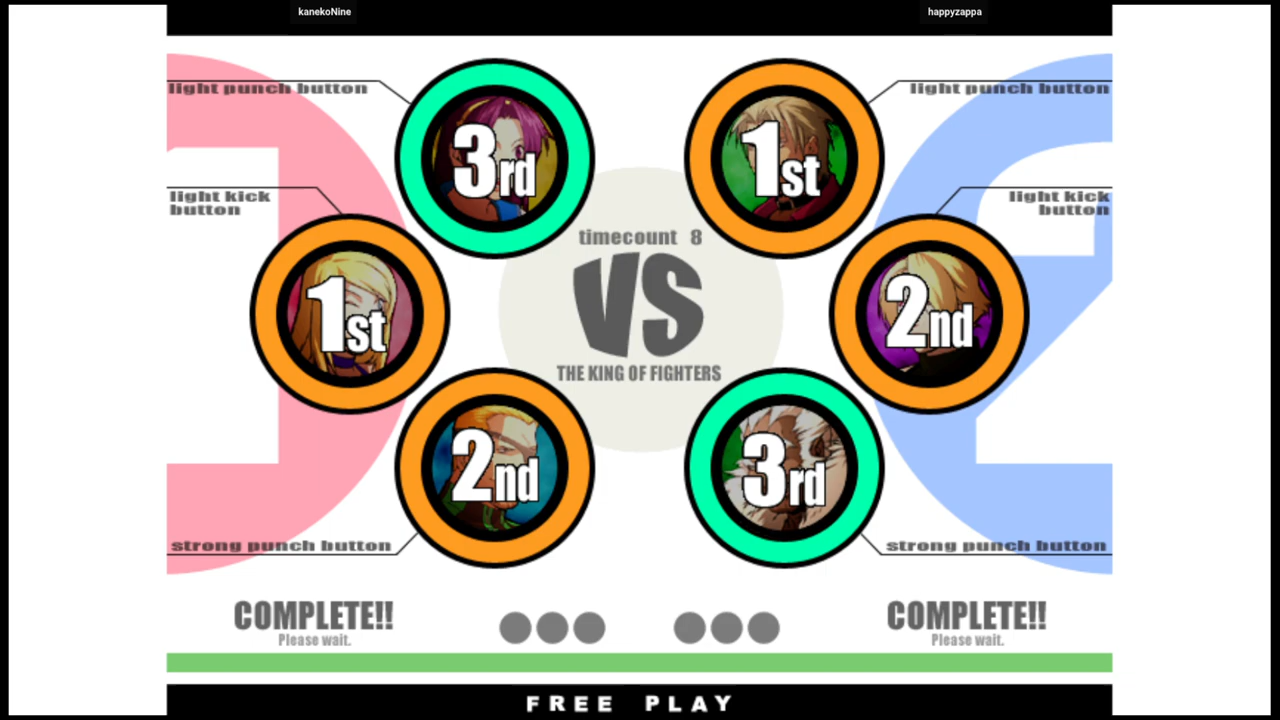 kanekoNine
happyzappa
light punch button
light punch button
3rd
1st
light kick
button
light kick
button
timecount 8
VS
THE KING OF FIGHTERS
1st
2nd
2nd
3rd
strong punch button
strong punch button
COMPLETE!!
Please wait.
COMPLETE!!
Please wait.
FREE PLAY
1
2